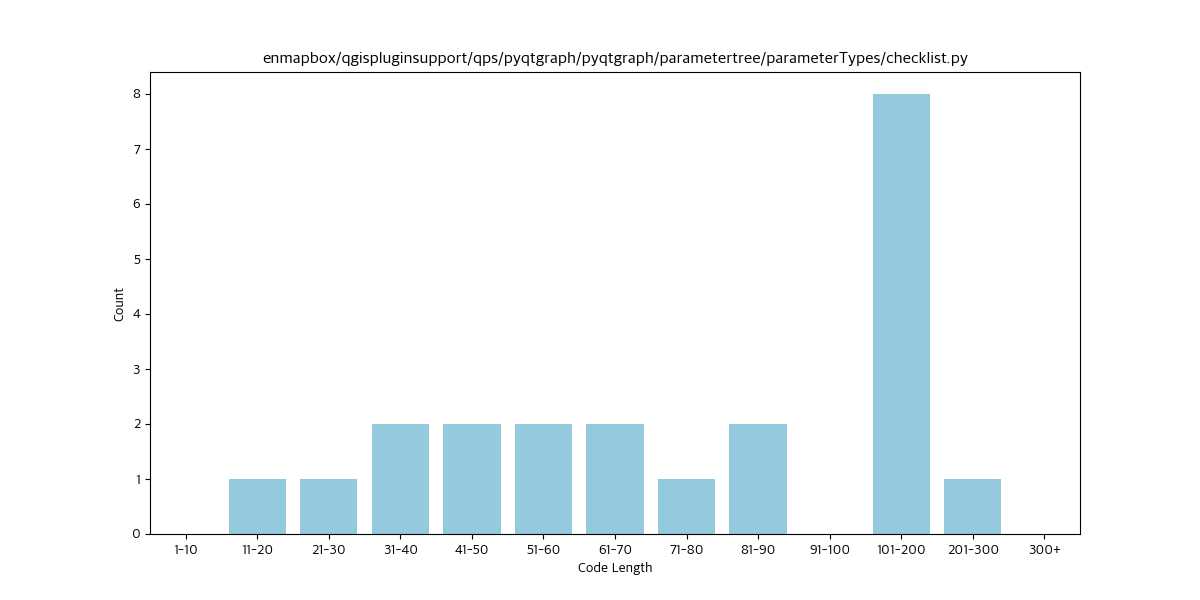 enmapbox/qgispluginsupport/qps/pyqtgraph/pyqtgraph/parametertree/parameterTypes/checklist.py
8
7
6
5
4
3
2
1
0
Count
1-10 11-20 21-30 31-40 41-50 51-60 61-70 71-80 81-90 91-100 101-200 201-300 300+
Code Length